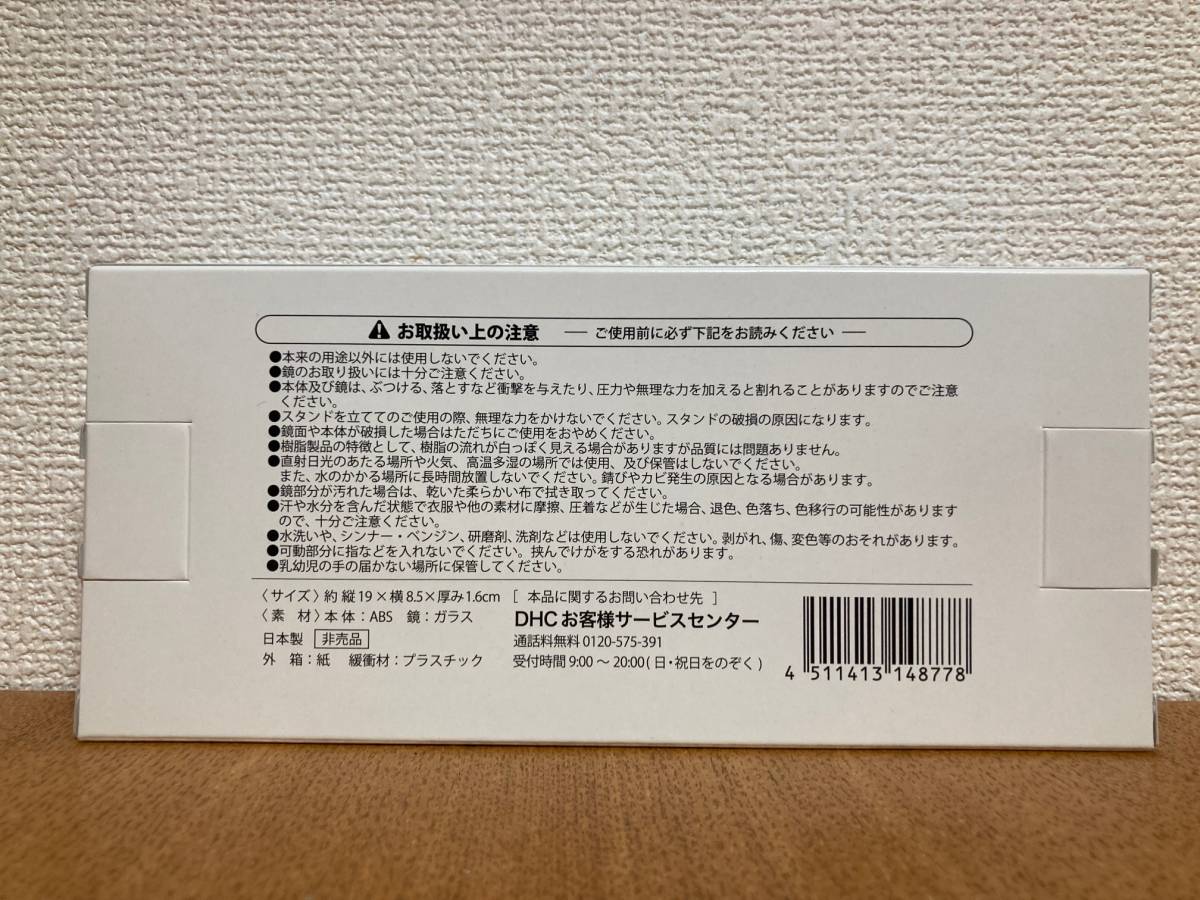 お取扱い上の注意 ― ご使用前に必ず下記をお読みください ―
●本来の用途以外には使用しないでください。
●鏡のお取り扱いには十分ご注意ください。
●本体及び鏡は、ぶつける、落とすなど衝撃を与えたり、圧力や無理な力を加えると割れることがありますのでご注意
ください。
●スタンドを立ててのご使用の際、無理な力をかけないでください。スタンドの破損の原因になります。
●鏡面や本体が破損した場合はただちにご使用をおやめください。
●樹脂製品の特徴として、樹脂の流れが白っぽく見える場合がありますが品質には問題ありません。
●直射日光のあたる場所や火気、高温多湿の場所では使用、及び保管はしないでください。
また、水のかかる場所に長時間放置しないでください。錆びやカビ発生の原因となる場合があります。
●鏡部分が汚れた場合は、乾いた柔らかい布で拭き取ってください。
●汗や水分を含んだ状態で衣服や他の素材に摩擦、圧着などが生じた場合、退色、色落ち、色移行の可能性があります
ので、十分ご注意ください。
●水洗いや、シンナー・ベンジン、研磨剤、洗剤などは使用しないでください。剥がれ、傷、変色等のおそれがあります。
●可動部分に指などを入れないでください。挟んでけがをする恐れがあります。
●乳幼児の手の届かない場所に保管してください。
〈サイズ〉約 縦19×横8.5×厚み1.6cm
〈素 材〉本体:ABS 鏡:ガラス
日本製 非売品
外 箱:紙 緩衝材:プラスチック
[ 本品に関するお問い合わせ先 ]
DHCお客様サービスセンター
通話料無料 0120-575-391
受付時間 9:00～20:00(日・祝日をのぞく)
4 511413 148778